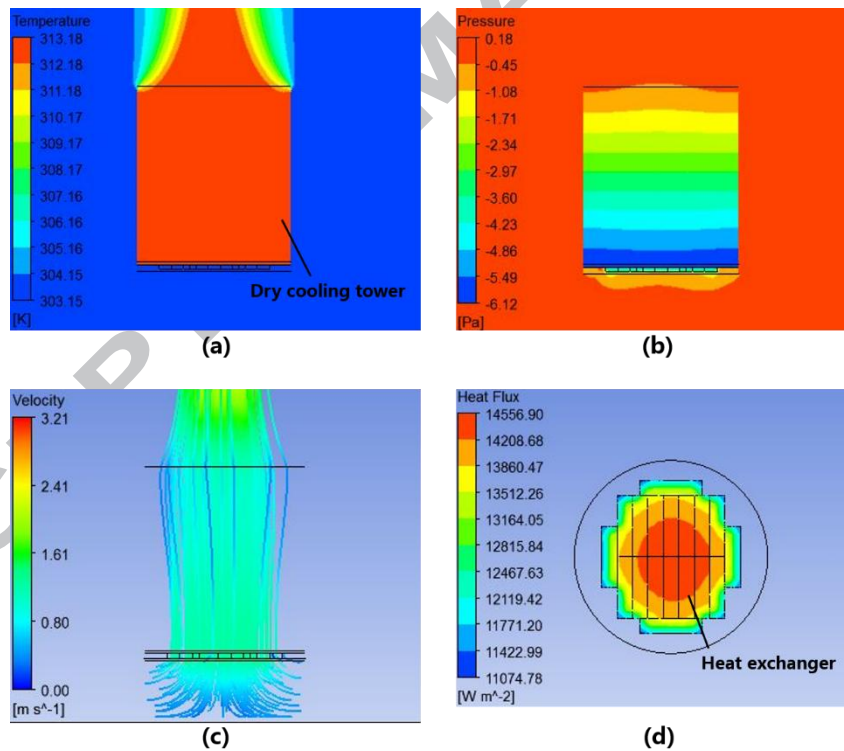 Temperature
313.18
312.18
311.18
310.17
309.17
308.17
307.16
306.16
305.16
304.15
303.15
[K]
Dry cooling tower
(a)
Pressure
0.18
-0.45
-1.08
-1.71
-2.34
-2.97
-3.60
-4.23
-4.86
-5.49
-6.12
[Pa]
(b)
Velocity
3.21
2.41
1.61
0.80
0.00
[m s^-1]
(c)
Heat Flux
14556.90
14208.68
13860.47
13512.26
13164.05
12815.84
12467.63
12119.42
11771.20
11422.99
11074.78
[W m^-2]
Heat exchanger
(d)